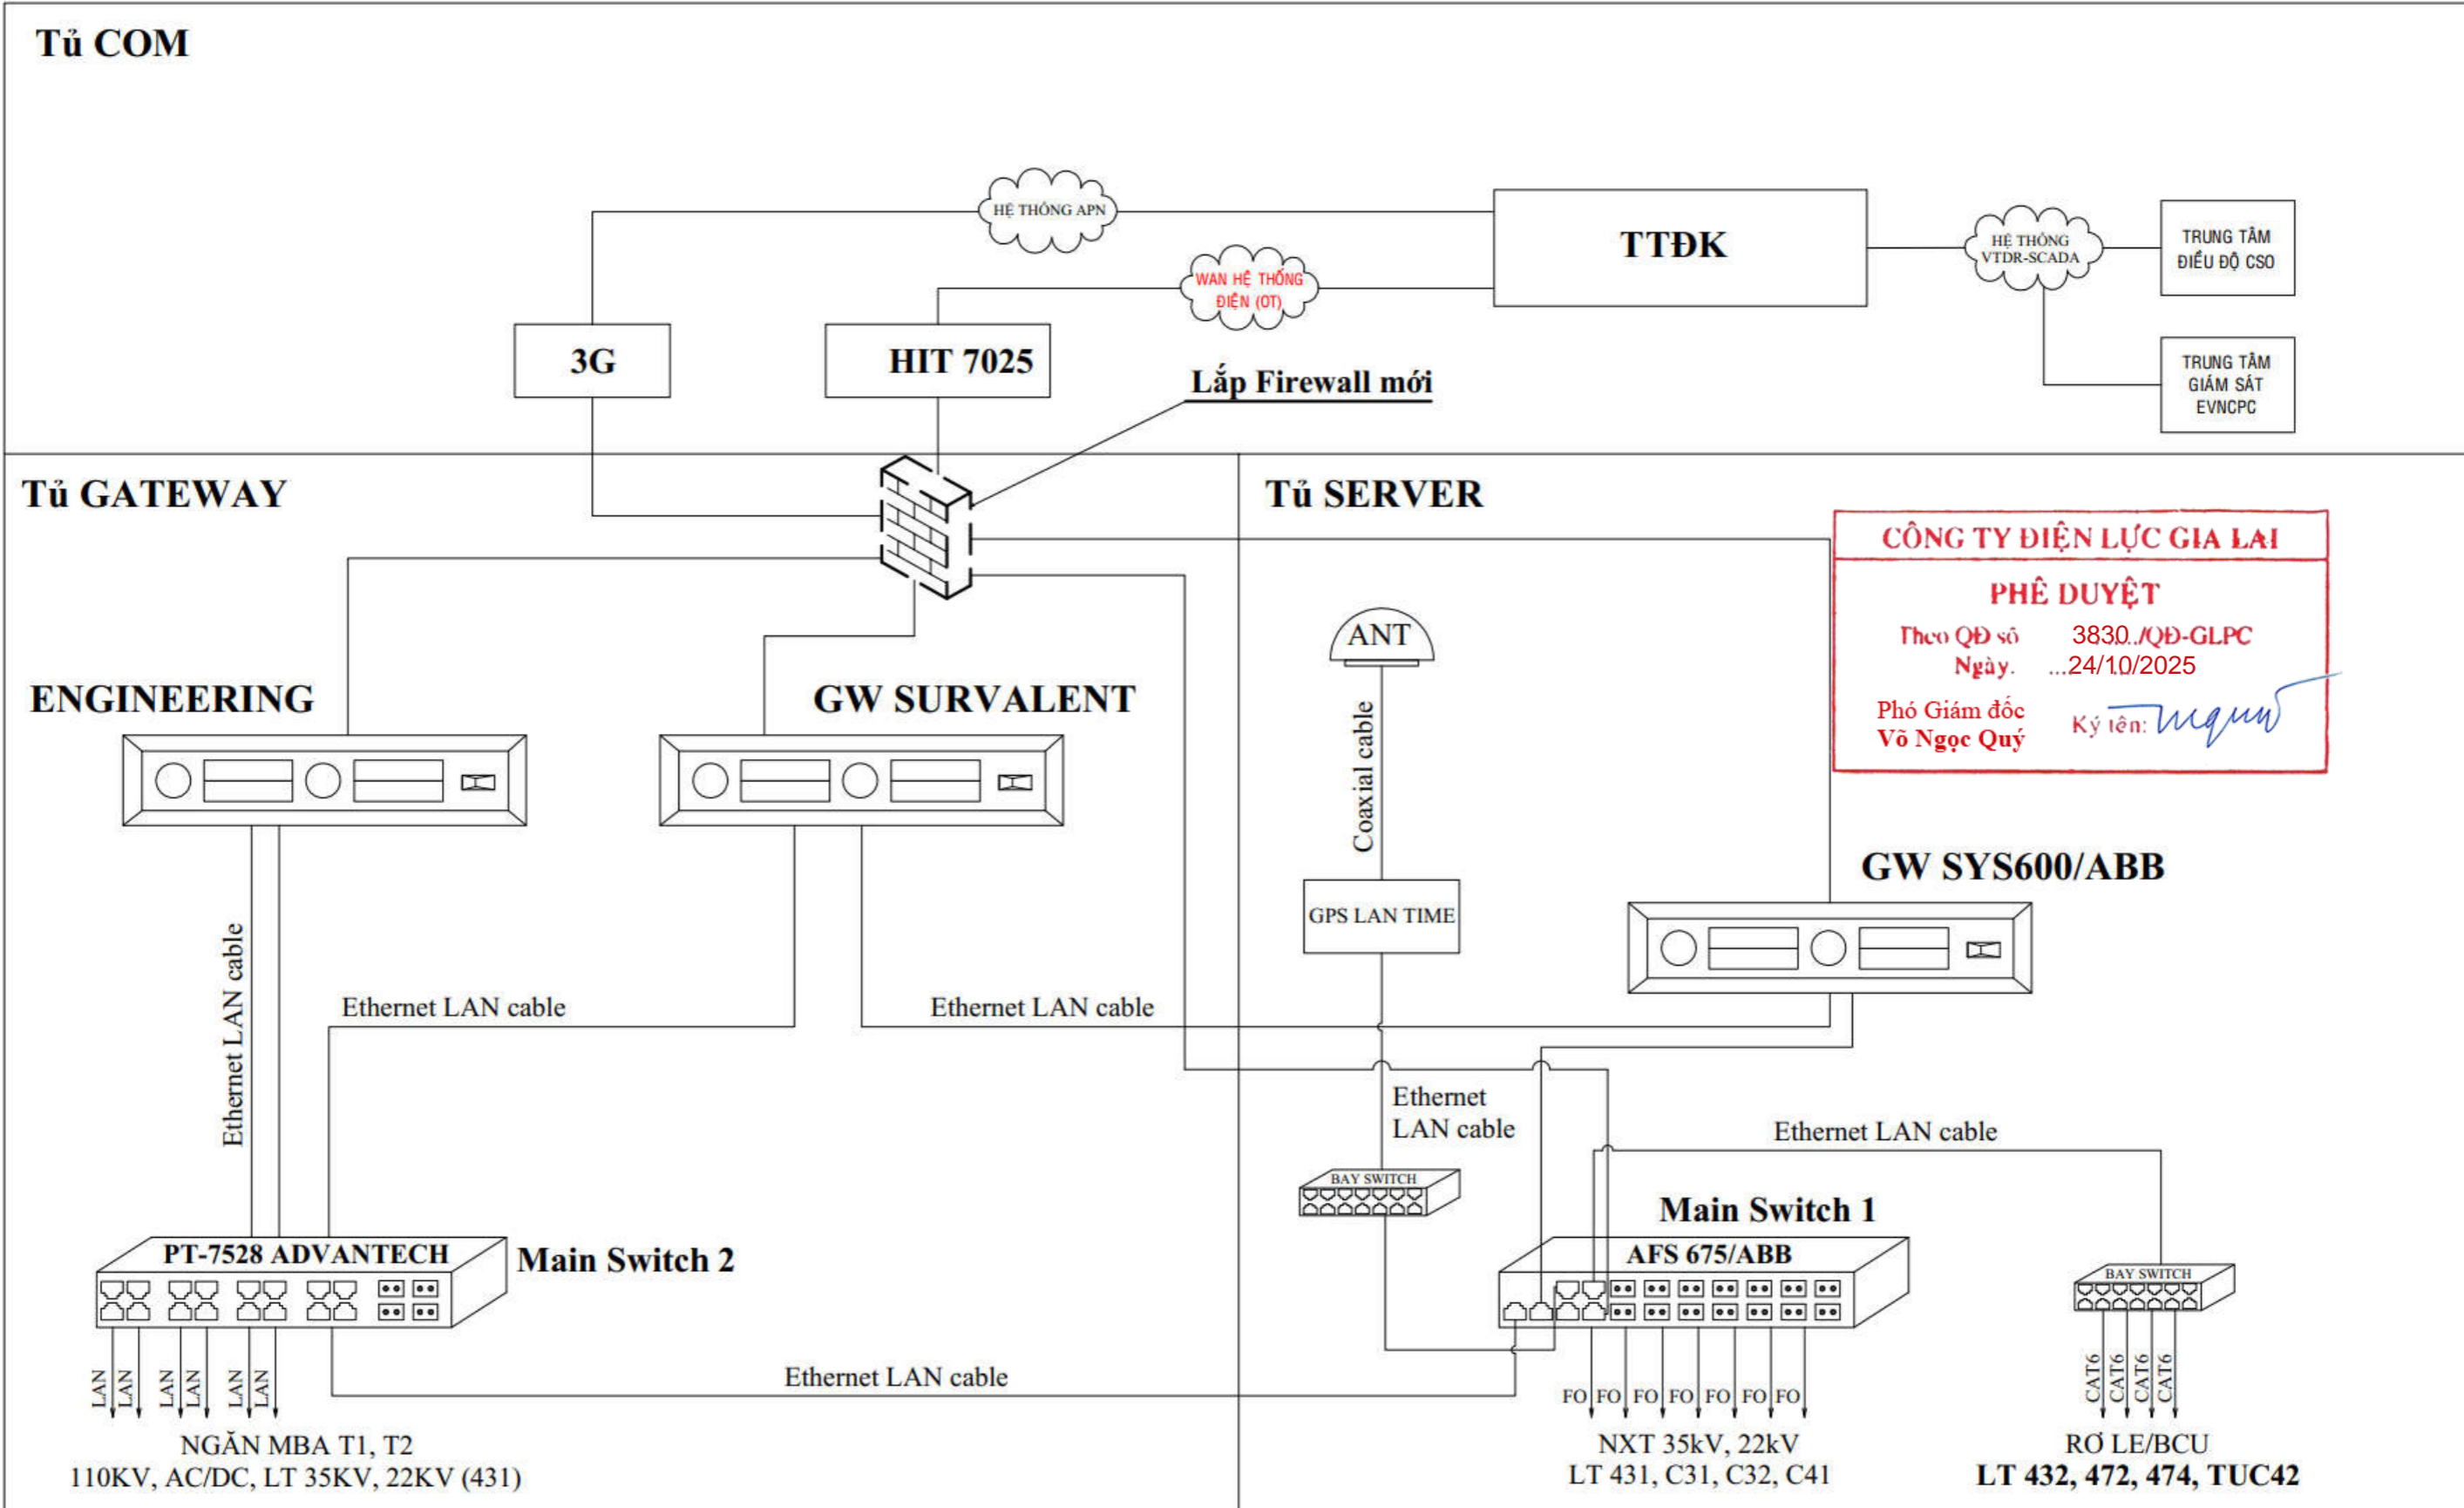 Tủ COM
HỆ THỐNG APN
WAN HỆ THỐNG
ĐIỆN (OT)
TTĐK
HỆ THỐNG
VTDR-SCADA
TRUNG TÂM
ĐIỀU ĐỘ CSO
TRUNG TÂM
GIÁM SÁT
EVNCPC
3G
HIT 7025
Lắp Firewall mới
Tủ GATEWAY
Tủ SERVER
CÔNG TY ĐIỆN LỰC GIA LAI
PHÊ DUYỆT
Theo QĐ số 3830../QĐ-GLPC
Ngày. ...24/10/2025
Phó Giám đốc
Võ Ngọc Quý
Ký tên:
ENGINEERING
GW SURVALENT
ANT
Coaxial cable
GPS LAN TIME
GW SYS600/ABB
Ethernet LAN cable
Ethernet LAN cable
Ethernet LAN cable
Ethernet
LAN cable
Ethernet LAN cable
BAY SWITCH
PT-7528 ADVANTECH
Main Switch 2
Main Switch 1
AFS 675/ABB
BAY SWITCH
Ethernet LAN cable
LAN LAN LAN LAN LAN LAN
FO FO FO FO FO FO FO
CAT6 CAT6 CAT6 CAT6
NGĂN MBA T1, T2
110KV, AC/DC, LT 35KV, 22KV (431)
NXT 35kV, 22kV
LT 431, C31, C32, C41
RƠ LE/BCU
LT 432, 472, 474, TUC42